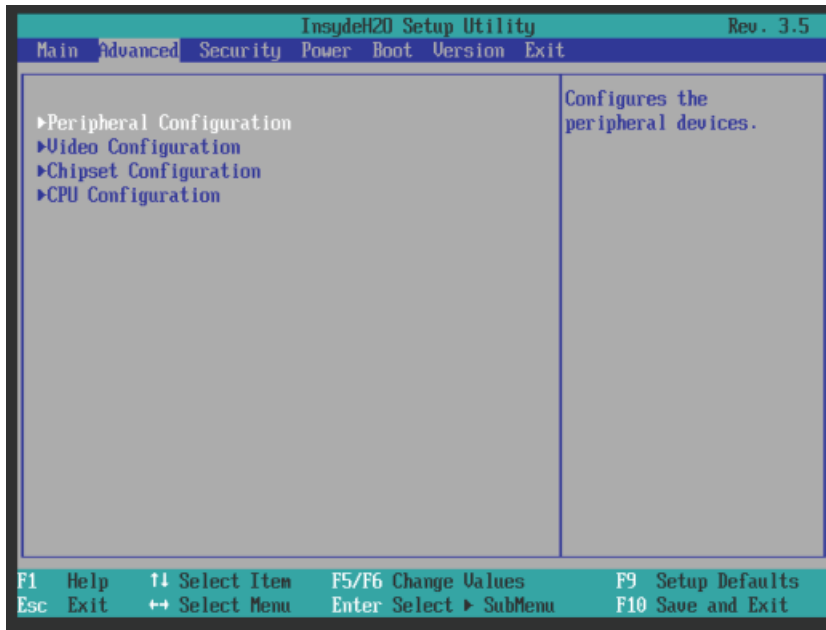 InsydeH2O Setup Utility Rev. 3.5
Main Advanced Security Power Boot Version Exit
▶Peripheral Configuration
▶Video Configuration
▶Chipset Configuration
▶CPU Configuration
Configures the
peripheral devices.
F1 Help ↑↓ Select Item F5/F6 Change Values F9 Setup Defaults
Esc Exit ↔ Select Menu Enter Select ▶ SubMenu F10 Save and Exit